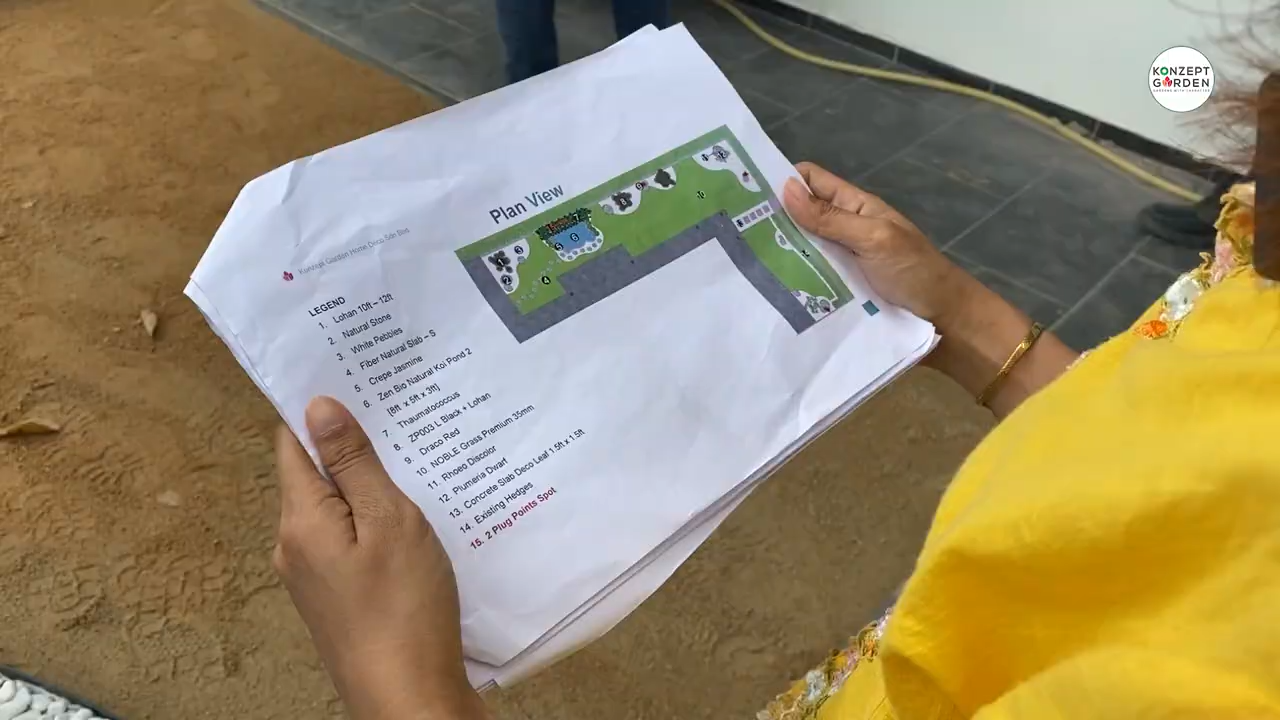 KONZEPT
GARDEN
GARDENS WITH CHARACTER
Plan View
Konzept Garden Home Deco Sdn Bhd
LEGEND
1. Lohan 10ft – 12ft
2. Natural Stone
3. White Pebbles
4. Fiber Natural Slab – S
5. Crepe Jasmine
6. Zen Bio Natural Koi Pond 2
[8ft x 5ft x 3ft]
7. Thaumatococcus
8. ZP003 L Black + Lohan
9. Draco Red
10. NOBLE Grass Premium 35mm
11. Rhoeo Discolor
12. Plumeria Dwarf
13. Concrete Slab Deco Leaf 1.5ft x 1.5ft
14. Existing Hedges
15. 2 Plug Points Spot